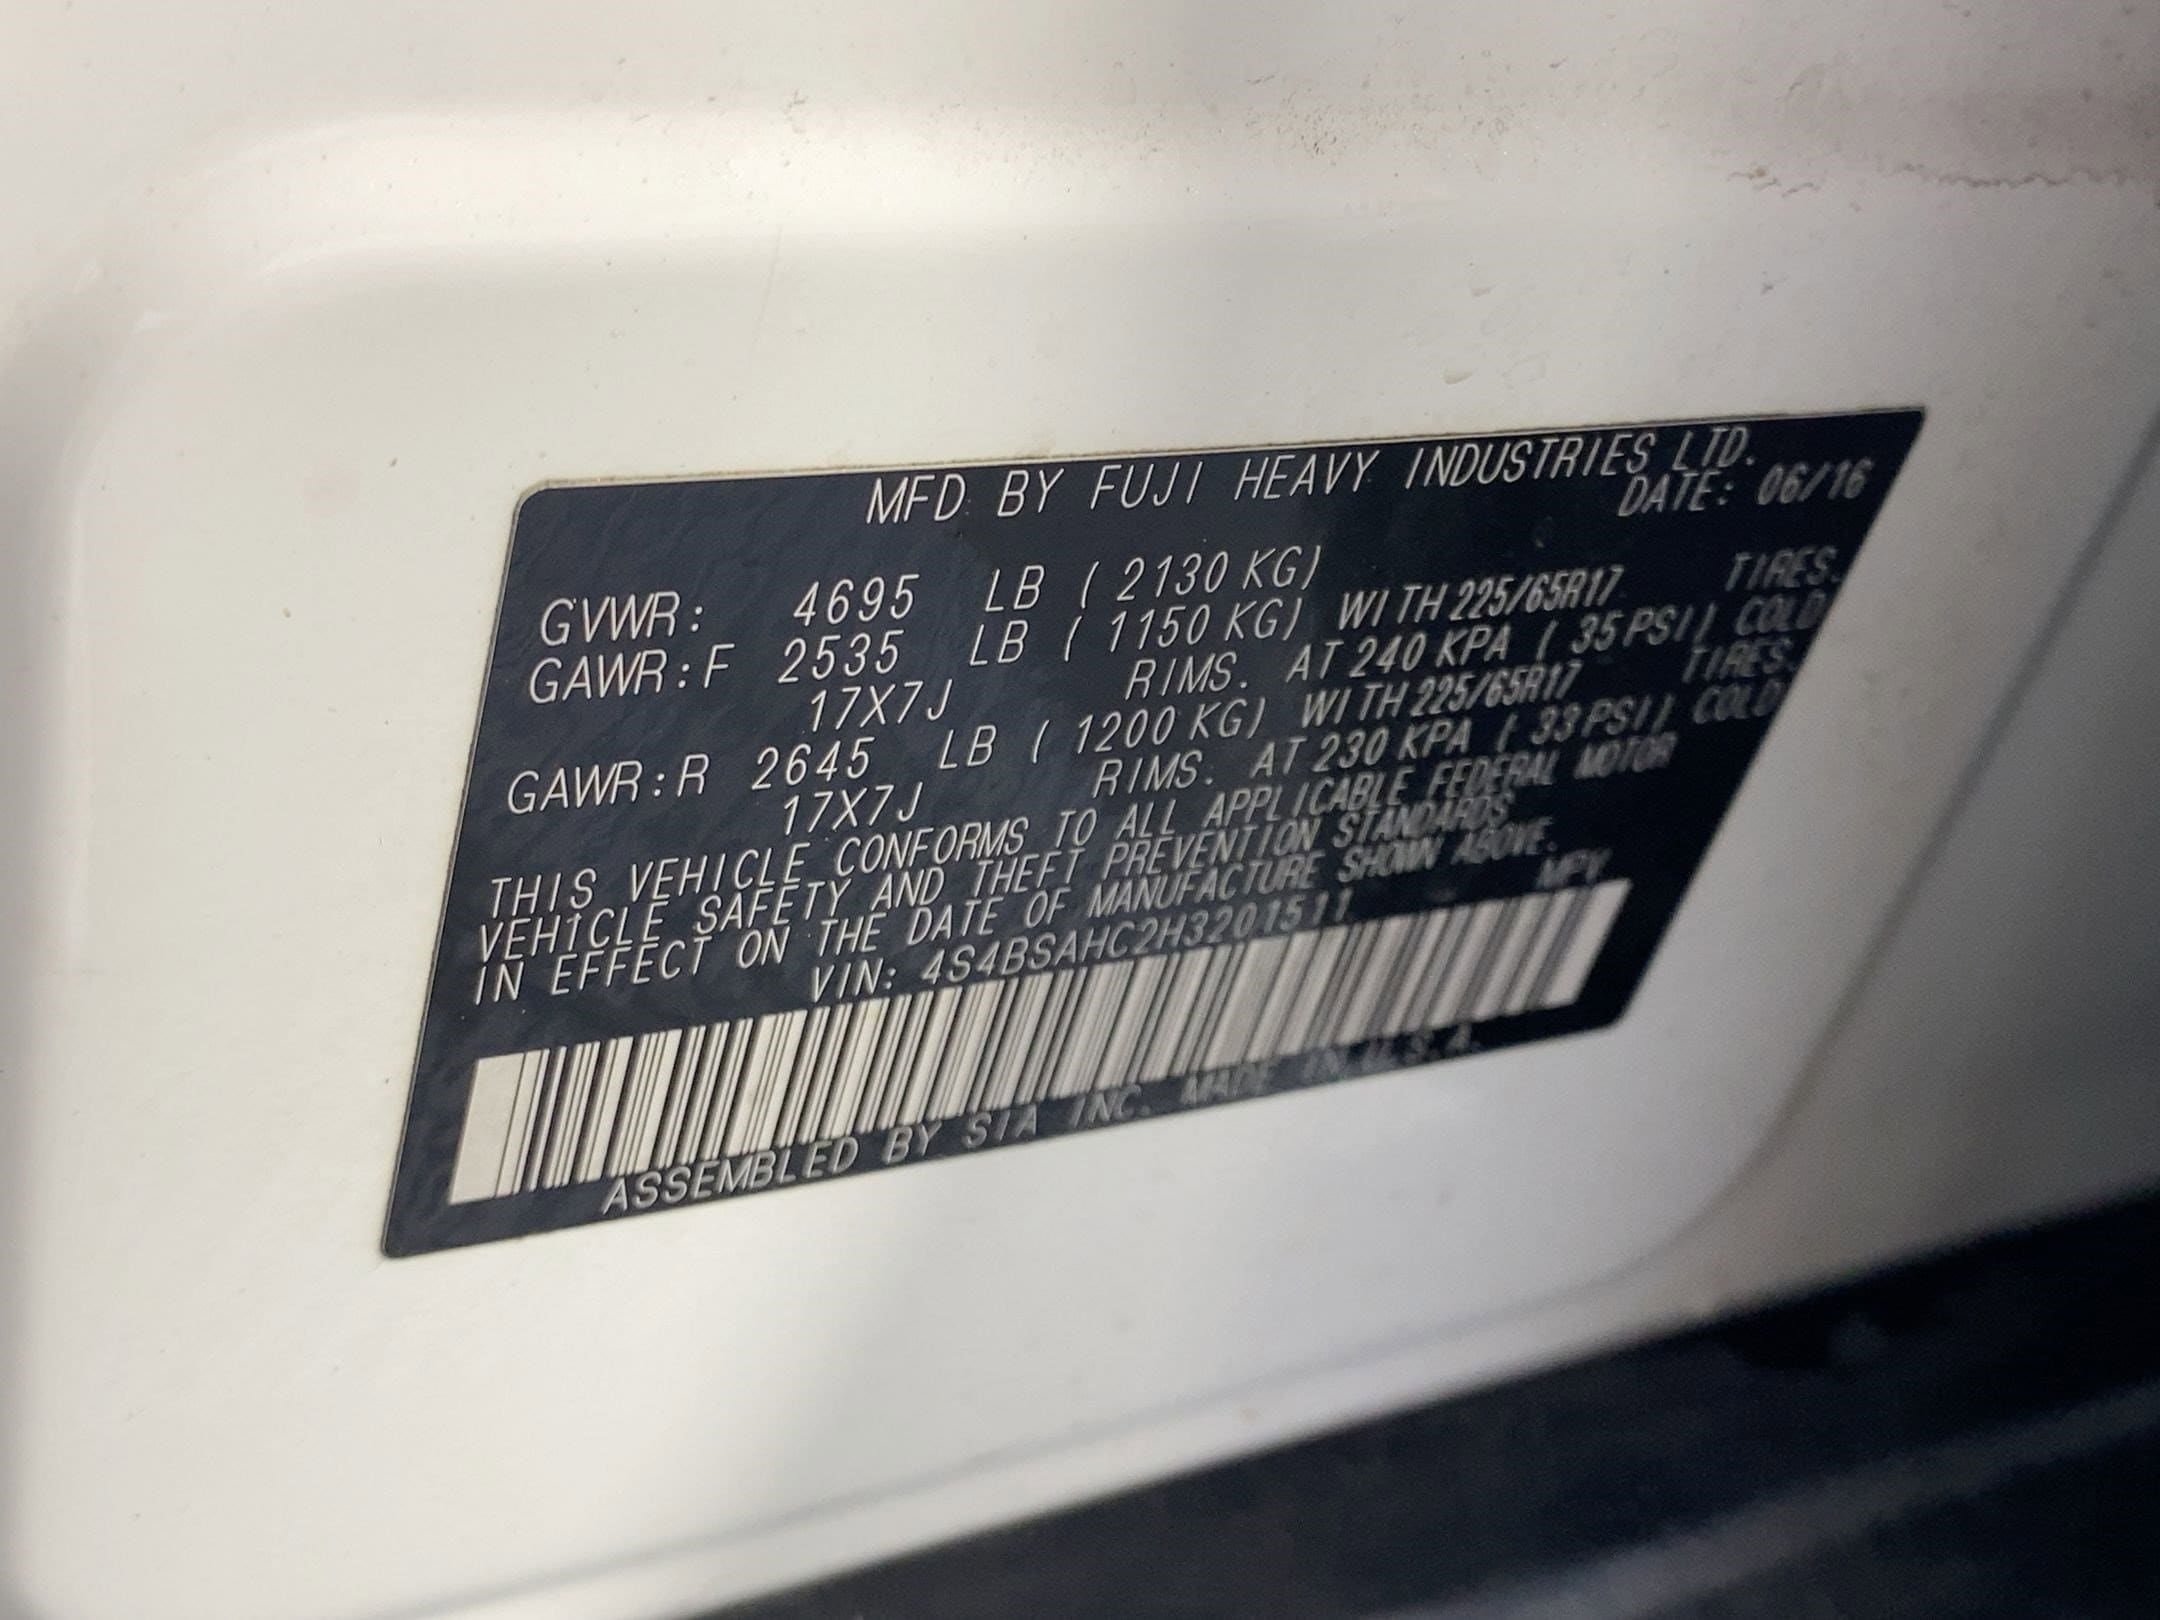 MFD BY FUJI HEAVY INDUSTRIES LTD.
DATE: 06/16
GVWR: 4695 LB ( 2130 KG)
GAWR:F 2535 LB ( 1150 KG) WITH 225/65R17 TIRES.
17X7J RIMS. AT 240 KPA ( 35 PSI) COLD
GAWR:R 2645 LB ( 1200 KG) WITH 225/65R17 TIRES.
17X7J RIMS. AT 230 KPA ( 33 PSI) COLD
THIS VEHICLE CONFORMS TO ALL APPLICABLE FEDERAL MOTOR
VEHICLE SAFETY AND THEFT PREVENTION STANDARDS
IN EFFECT ON THE DATE OF MANUFACTURE SHOWN ABOVE.
VIN: 4S4BSAHC2H3201511 MPV
ASSEMBLED BY SIA INC. MADE IN U.S.A.